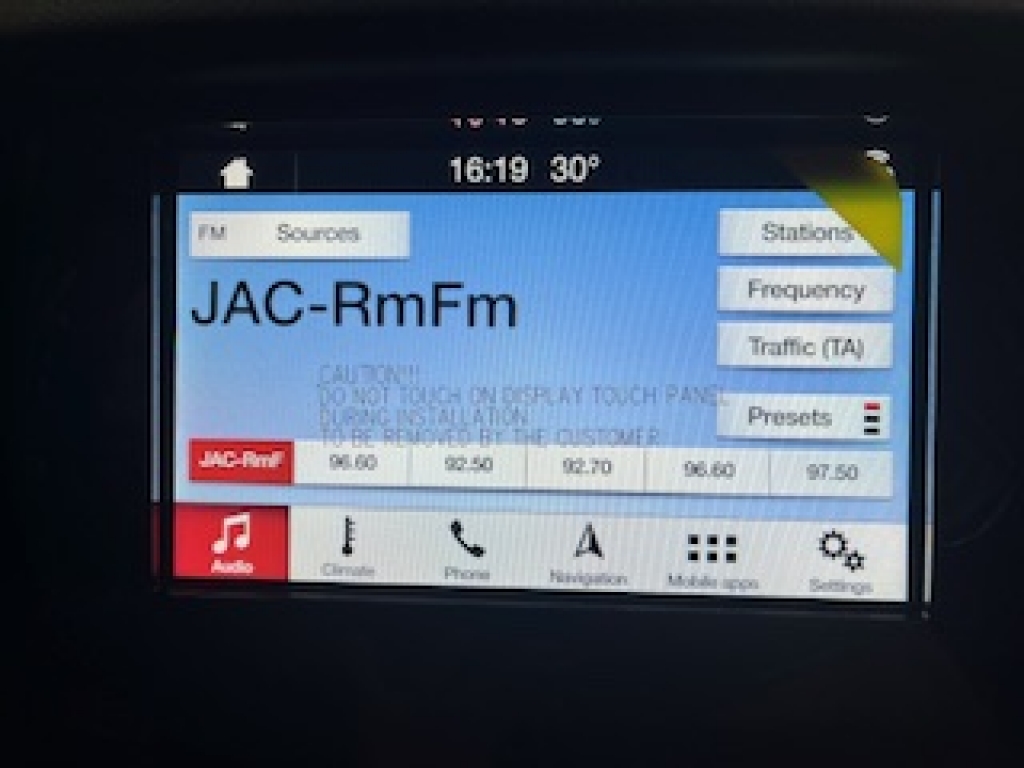 16:19 30°
FM Sources
Stations
JAC-RmFm
Frequency
Traffic (TA)
CAUTION!!!
DO NOT TOUCH ON DISPLAY TOUCH PANEL
DURING INSTALLATION
TO BE REMOVED BY THE CUSTOMER
Presets
JAC-RmF 96.60 92.50 92.70 96.60 97.50
Audio Climate Phone Navigation Mobile apps Settings